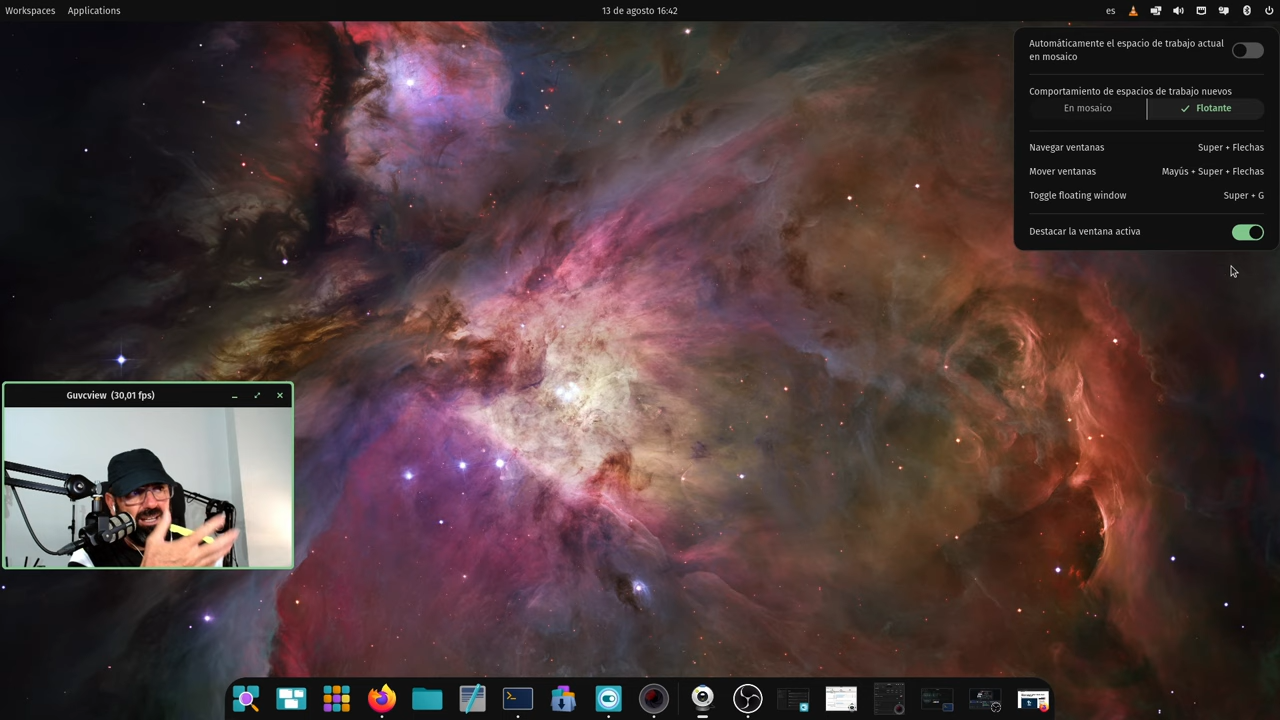 Workspaces Applications 13 de agosto 16:42 es
Automáticamente el espacio de trabajo actual
en mosaico
Comportamiento de espacios de trabajo nuevos
En mosaico Flotante
Navegar ventanas Super + Flechas
Mover ventanas Mayús + Super + Flechas
Toggle floating window Super + G
Destacar la ventana activa
Guvcview (30,01 fps)